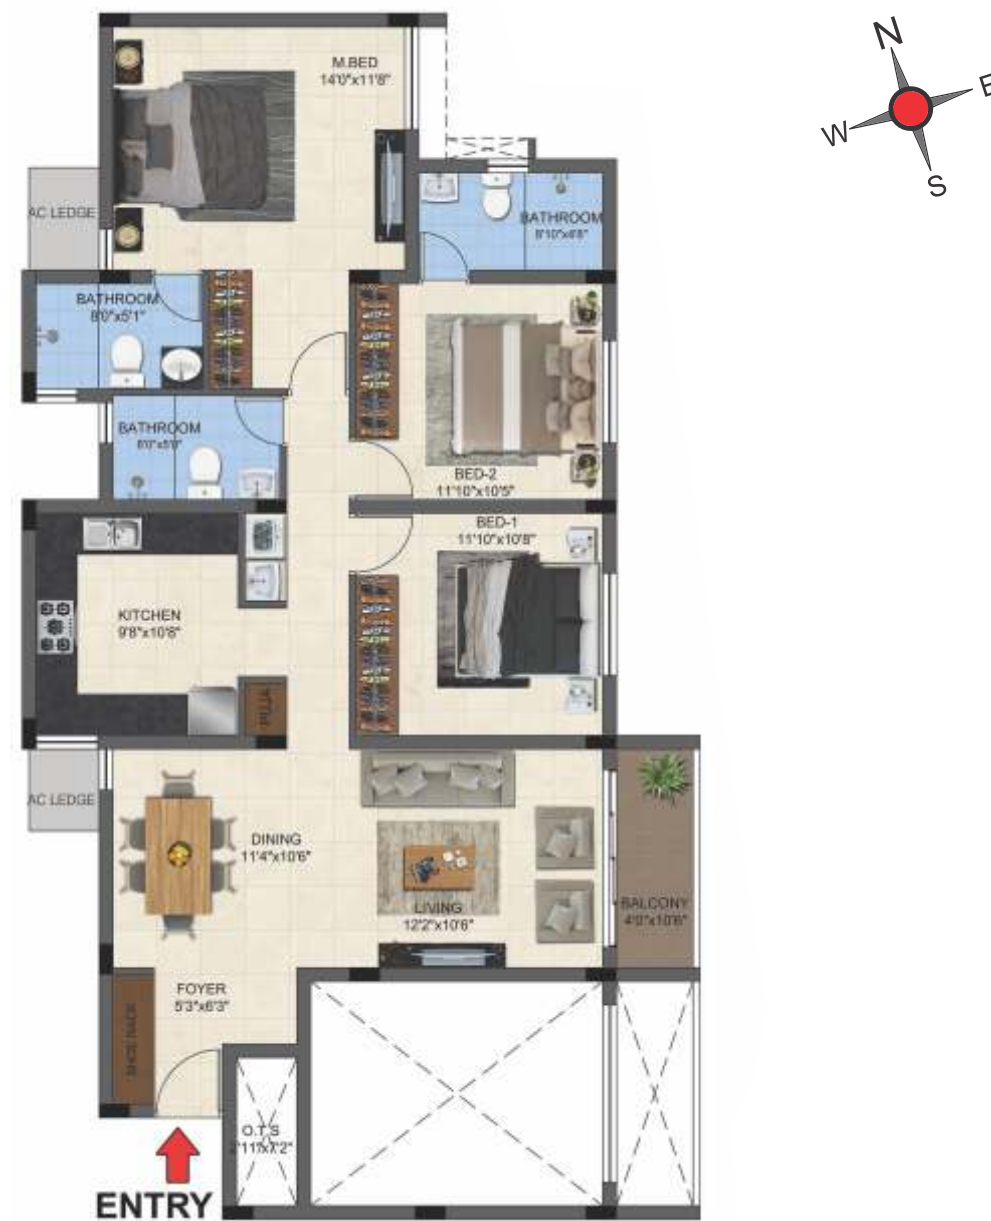 N
E
W
S
M.BED
14'0"x11'8"
AC LEDGE
BATHROOM
8'10"x4'8"
BATHROOM
8'0"x5'1"
BATHROOM
BED-2
11'10"x10'5"
BED-1
11'10"x10'8"
KITCHEN
9'8"x10'8"
PUJA
AC LEDGE
DINING
11'4"x10'6"
LIVING
12'2"x10'6"
BALCONY
4'0"x10'6"
FOYER
5'3"x6'3"
SHOE RACK
O.T.S
ENTRY